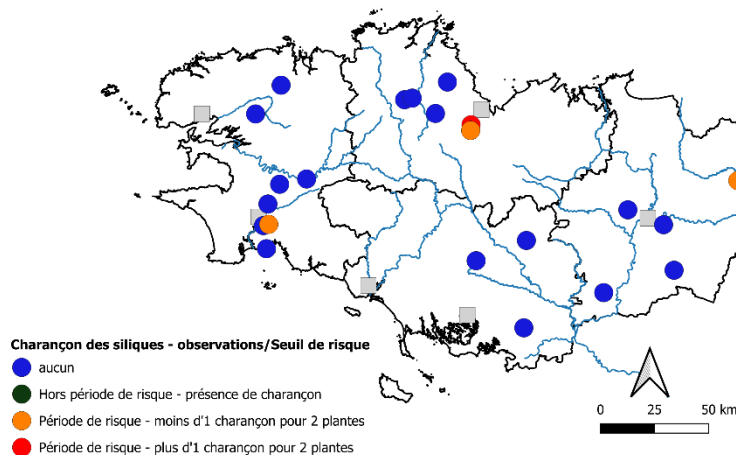 Charançon des siliques - observations/Seuil de risque
aucun
Hors période de risque - présence de charançon
Période de risque - moins d'1 charançon pour 2 plantes
Période de risque - plus d'1 charançon pour 2 plantes
0 25 50 km